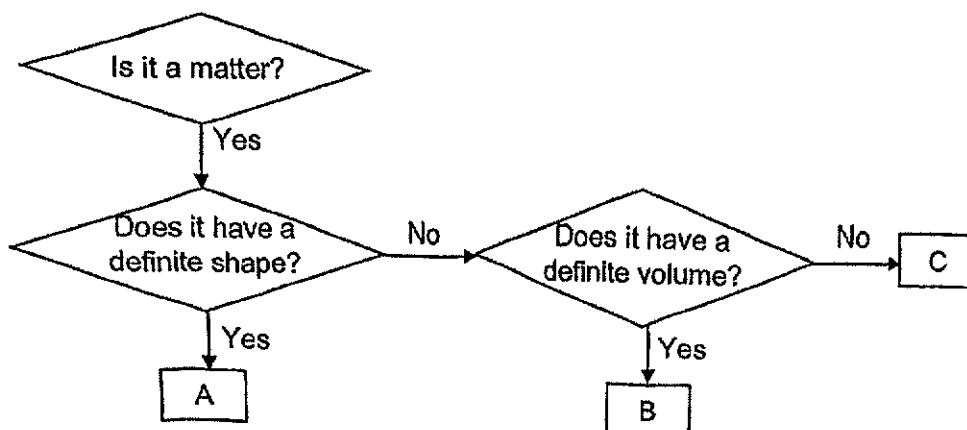 Is it a matter?
Yes
Does it have a
definite shape?
No
Does it have a
definite volume?
No
C
Yes
A
Yes
B